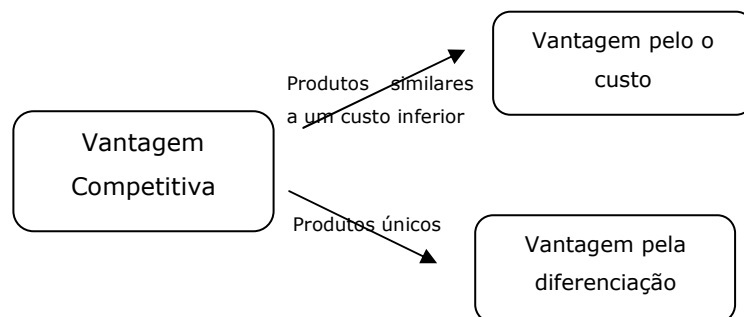 Vantagem pelo o
custo
Produtos similares
a um custo inferior
Vantagem
Competitiva
Produtos únicos
Vantagem pela
diferenciação